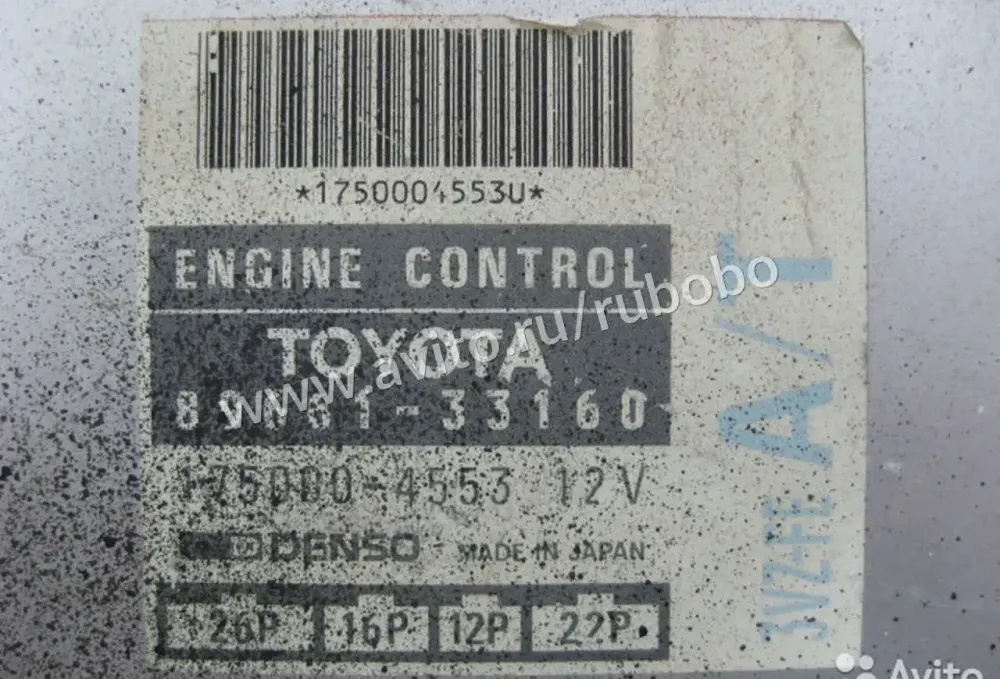 *1750004553U*
ENGINE CONTROL
TOYOTA
89661-33160
175000-4553 12V
DENSO MADE IN JAPAN
26P 16P 12P 22P
3VZ-FE A/T
www.avito.ru/rubobo
Avito